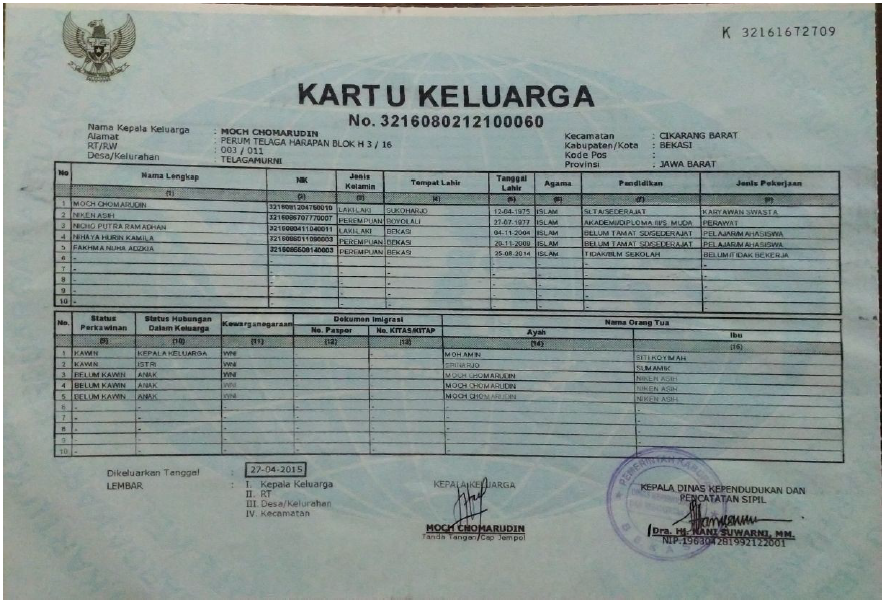 K 32161672709
KARTU KELUARGA
No. 3216080212100060
Nama Kepala Keluarga : MOCH CHOMARUDIN
Alamat : PERUM TELAGA HARAPAN BLOK H 3 / 16
RT/RW : 003 / 011
Desa/Kelurahan : TELAGAMURNI
Kecamatan : CIKARANG BARAT
Kabupaten/Kota : BEKASI
Kode Pos :
Provinsi : JAWA BARAT
No Nama Lengkap NIK Jenis Kelamin Tempat Lahir Tanggal Lahir Agama Pendidikan Jenis Pekerjaan
(1) (2) (3) (4) (5) (6) (7) (8)
1 MOCH CHOMARUDIN 3216081204750010 LAKI LAKI SUKOHARJO 12-04-1975 ISLAM SLTA/SEDERAJAT KARYAWAN SWASTA
2 NIKEN ASIH 3216086707770007 PEREMPUAN BOYOLALI 27-07-1977 ISLAM AKADEMI/DIPLOMA III/S. MUDA PERAWAT
3 NICHO PUTRA RAMADHAN 3216080411040011 LAKI LAKI BEKASI 04-11-2004 ISLAM BELUM TAMAT SD/SEDERAJAT PELAJAR/MAHASISWA
4 NIHAYA HURIN KAMILA PEREMPUAN BEKASI 20-11-2009 ISLAM BELUM TAMAT SD/SEDERAJAT PELAJAR/MAHASISWA
5 FAKHMA NUHA ADZKIA 3216086508140003 PEREMPUAN BEKASI 25-08-2014 ISLAM TIDAK/BLM SEKOLAH BELUM/TIDAK BEKERJA
6 -
7 -
8 -
9 -
10 -
No. Status Perkawinan Status Hubungan Dalam Keluarga Kewarganegaraan Dokumen Imigrasi Nama Orang Tua
No. Paspor No. KITAS/KITAP Ayah Ibu
(9) (10) (11) (12) (13) (14) (15)
1 KAWIN KEPALA KELUARGA WNI - - MOH AMIN SITI KOYIMAH
2 KAWIN ISTRI WNI - - SUMAMIK
3 BELUM KAWIN ANAK WNI - - MOCH CHOMARUDIN NIKEN ASIH
4 BELUM KAWIN ANAK WNI - - MOCH CHOMARUDIN NIKEN ASIH
5 BELUM KAWIN ANAK WNI - - MOCH CHOMARUDIN NIKEN ASIH
6 -
7 -
8 -
9 -
10 -
Dikeluarkan Tanggal : 27-04-2015
LEMBAR : I. Kepala Keluarga
II. RT
III. Desa/Kelurahan
IV. Kecamatan
KEPALA KELUARGA
MOCH CHOMARUDIN
Tanda Tangan/Cap Jempol
KEPALA DINAS KEPENDUDUKAN DAN
PENCATATAN SIPIL
Dra. Hj. NANI SUWARNI, MM.
NIP:196304281992122001